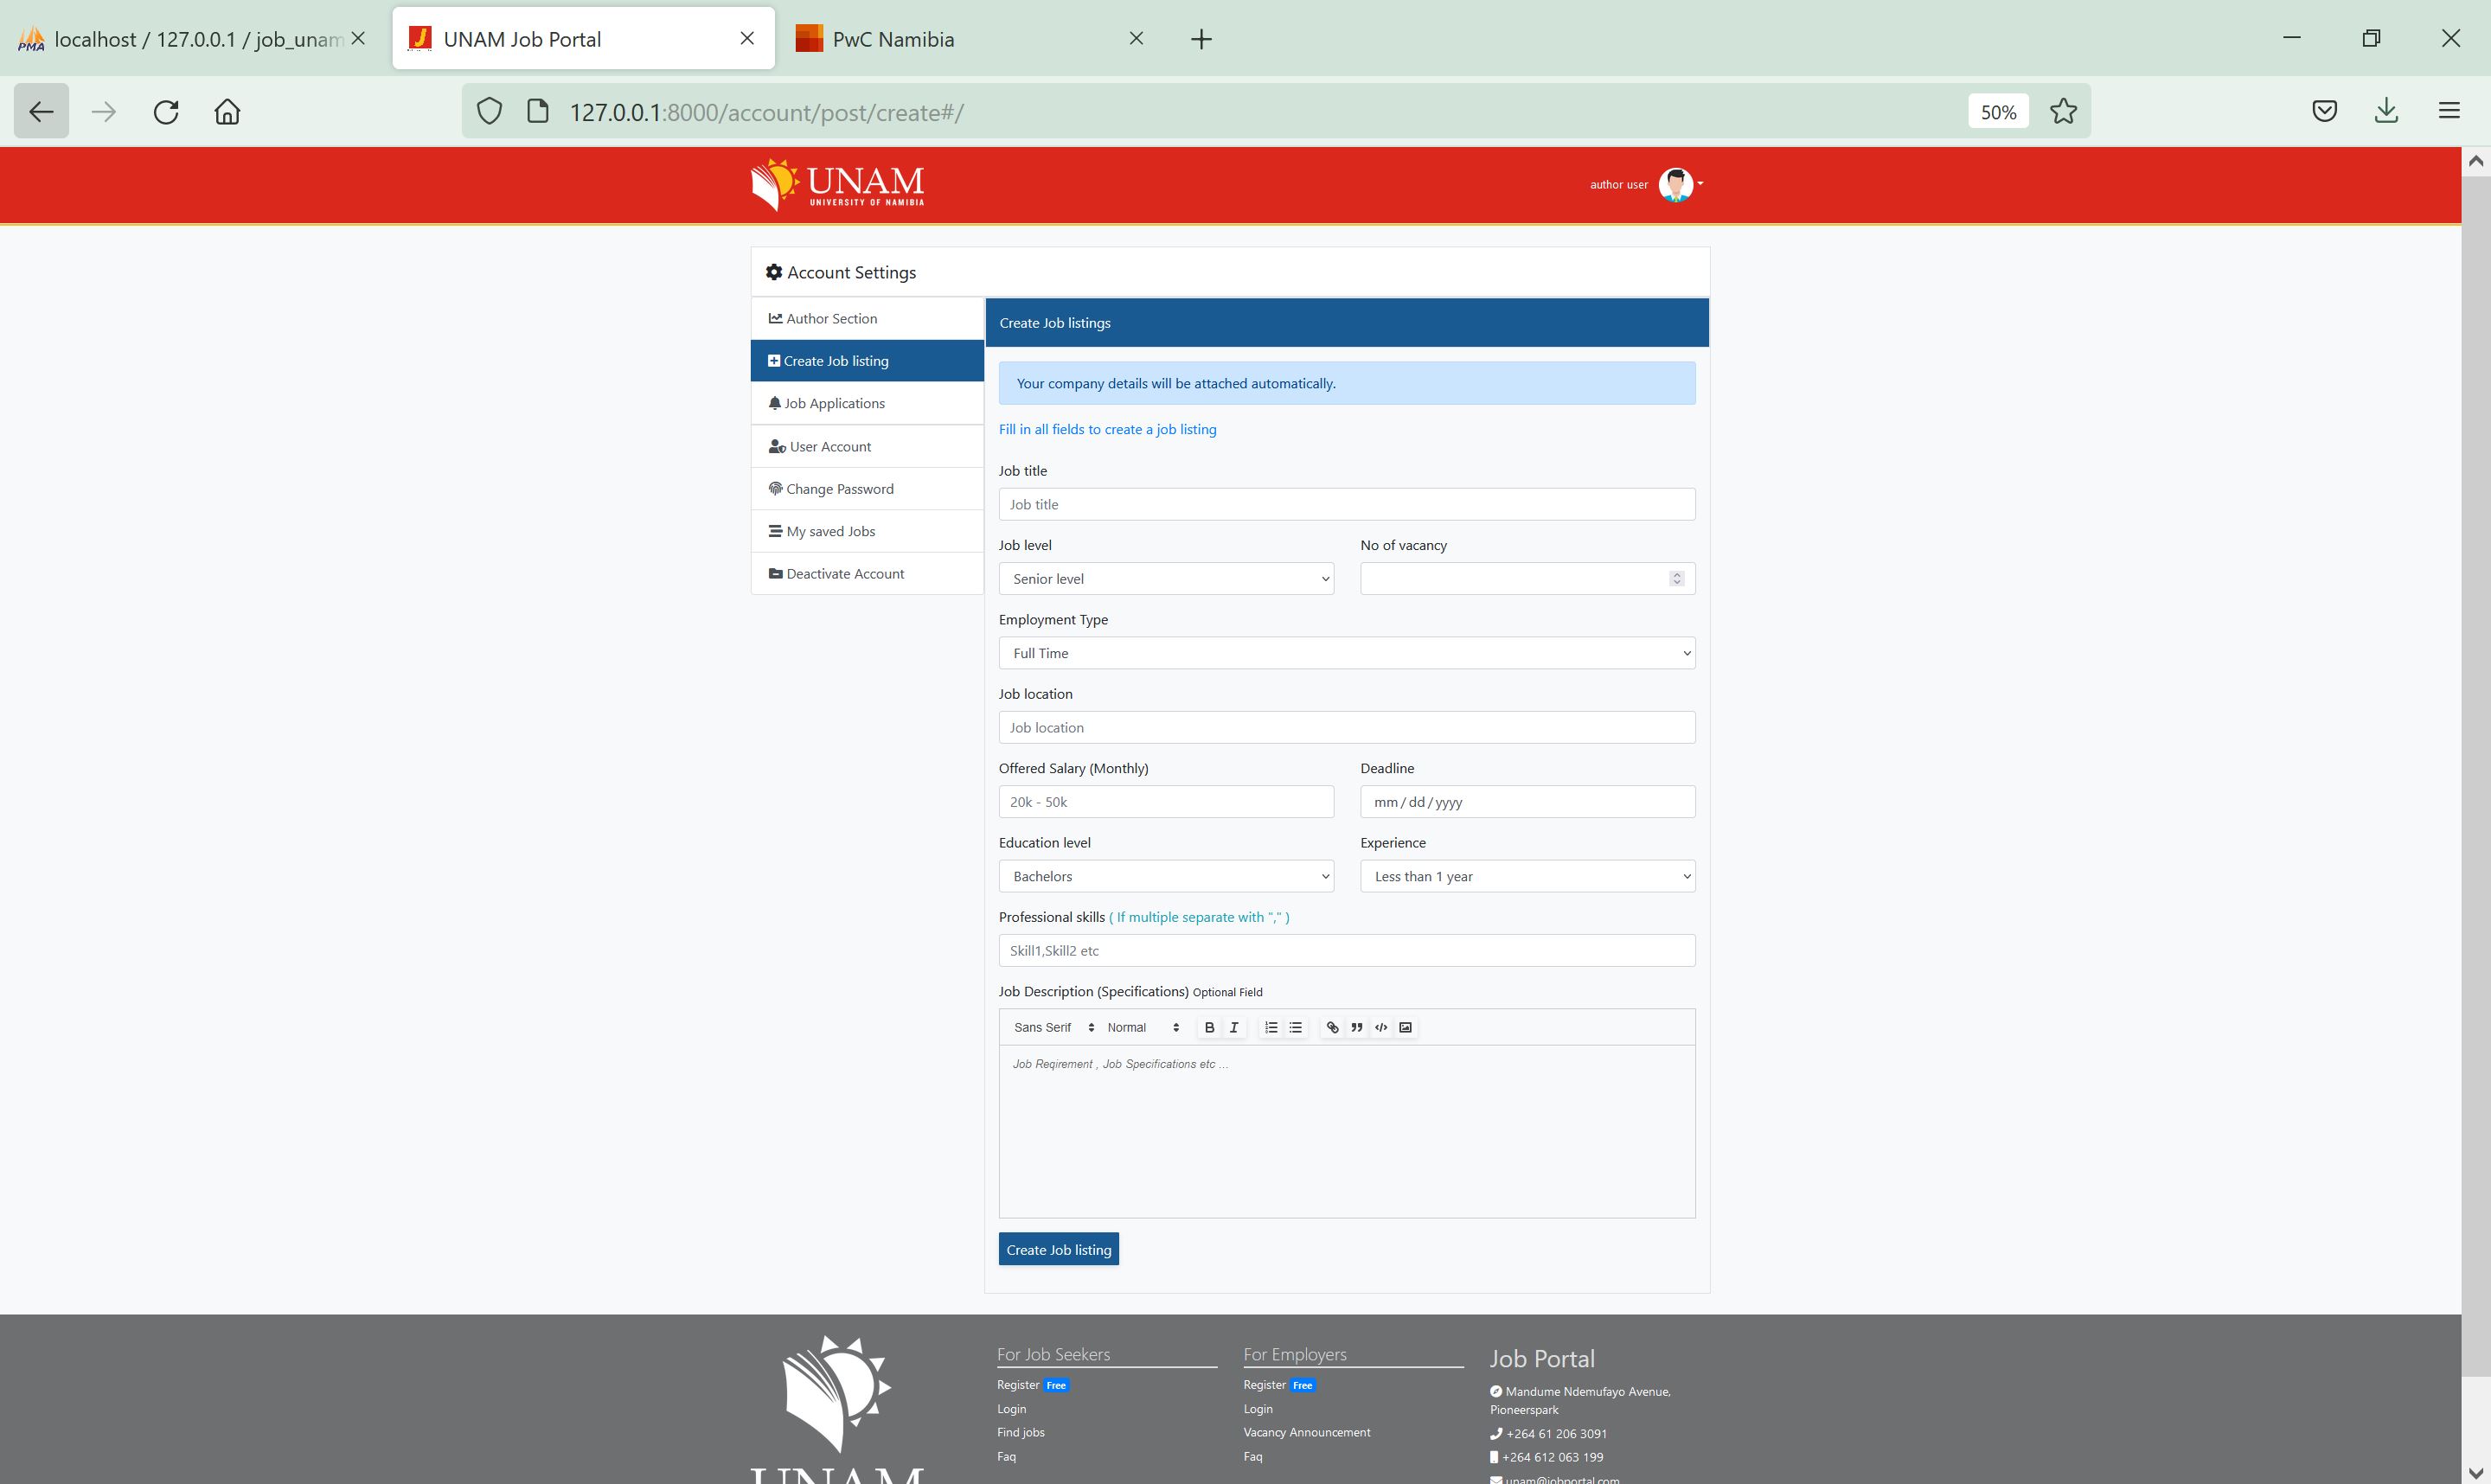 PMA localhost / 127.0.0.1 / job_unam
UNAM Job Portal
PwC Namibia
127.0.0.1:8000/account/post/create#/
50%
UNAM
UNIVERSITY OF NAMIBIA
author user
Account Settings
Author Section
Create Job listing
Job Applications
User Account
Change Password
My saved Jobs
Deactivate Account
Create Job listings
Your company details will be attached automatically.
Fill in all fields to create a job listing
Job title
Job title
Job level
No of vacancy
Senior level
Employment Type
Full Time
Job location
Job location
Offered Salary (Monthly)
Deadline
20k - 50k
mm / dd / yyyy
Education level
Experience
Bachelors
Less than 1 year
Professional skills ( If multiple separate with "," )
Skill1,Skill2 etc
Job Description (Specifications) Optional Field
Sans Serif Normal B I
Job Reqirement , Job Specifications etc ...
Create Job listing
For Job Seekers
Register Free
Login
Find jobs
Faq
For Employers
Register Free
Login
Vacancy Announcement
Faq
Job Portal
Mandume Ndemufayo Avenue,
Pioneerspark
+264 61 206 3091
+264 612 063 199
unam@jobportal.com
UNAM